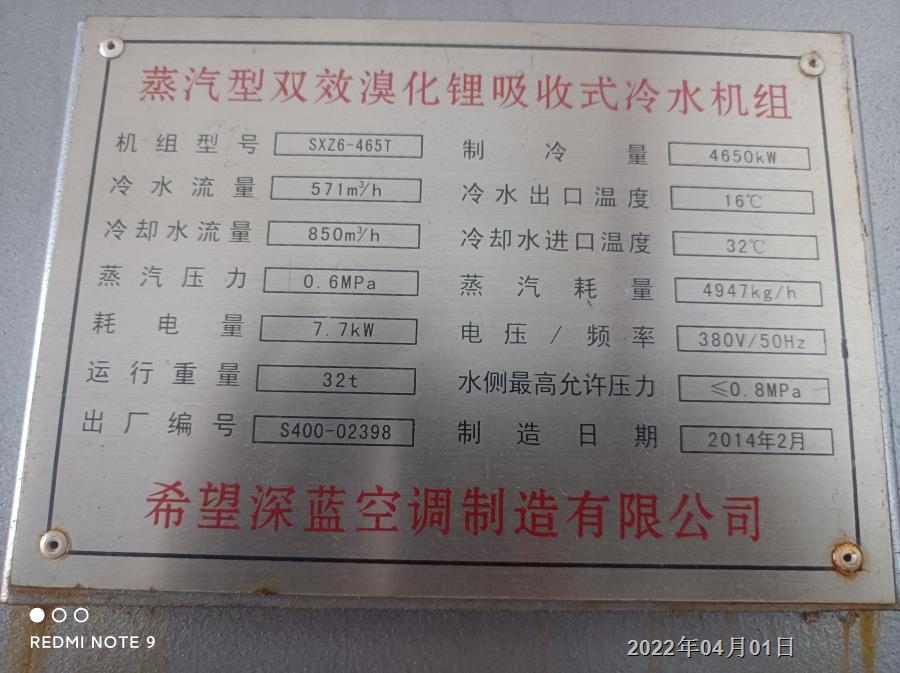 蒸汽型双效溴化锂吸收式冷水机组
机组型号 SXZ6-465T 制冷量 4650kW
冷水流量 571m³/h 冷水出口温度 16℃
冷却水流量 850m³/h 冷却水进口温度 32℃
蒸汽压力 0.6MPa 蒸汽耗量 4947kg/h
耗电量 7.7kW 电压/频率 380V/50Hz
运行重量 32t 水侧最高允许压力 ≤0.8MPa
出厂编号 S400-02398 制造日期 2014年2月
希望深蓝空调制造有限公司
REDMI NOTE 9
2022年04月01日